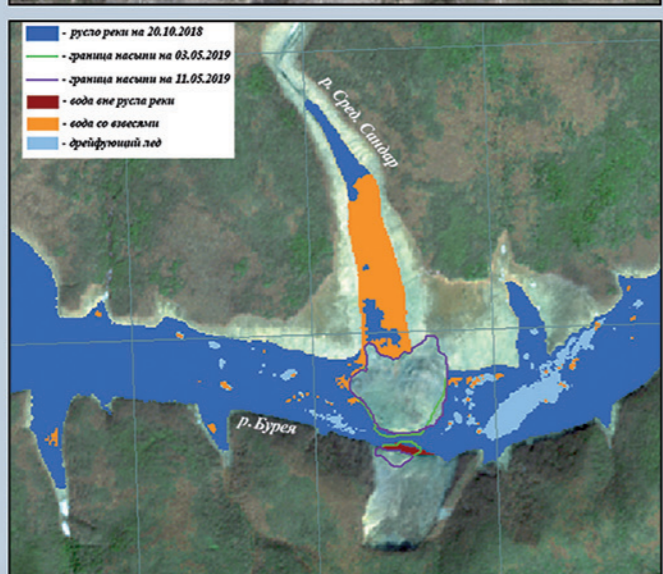 - русло реки на 20.10.2018
- граница насыпи на 03.05.2019
- граница насыпи на 11.05.2019
- вода вне русла реки
- вода со взвесями
- дрейфующий лед
р. Сред. Сандар
р. Бурея